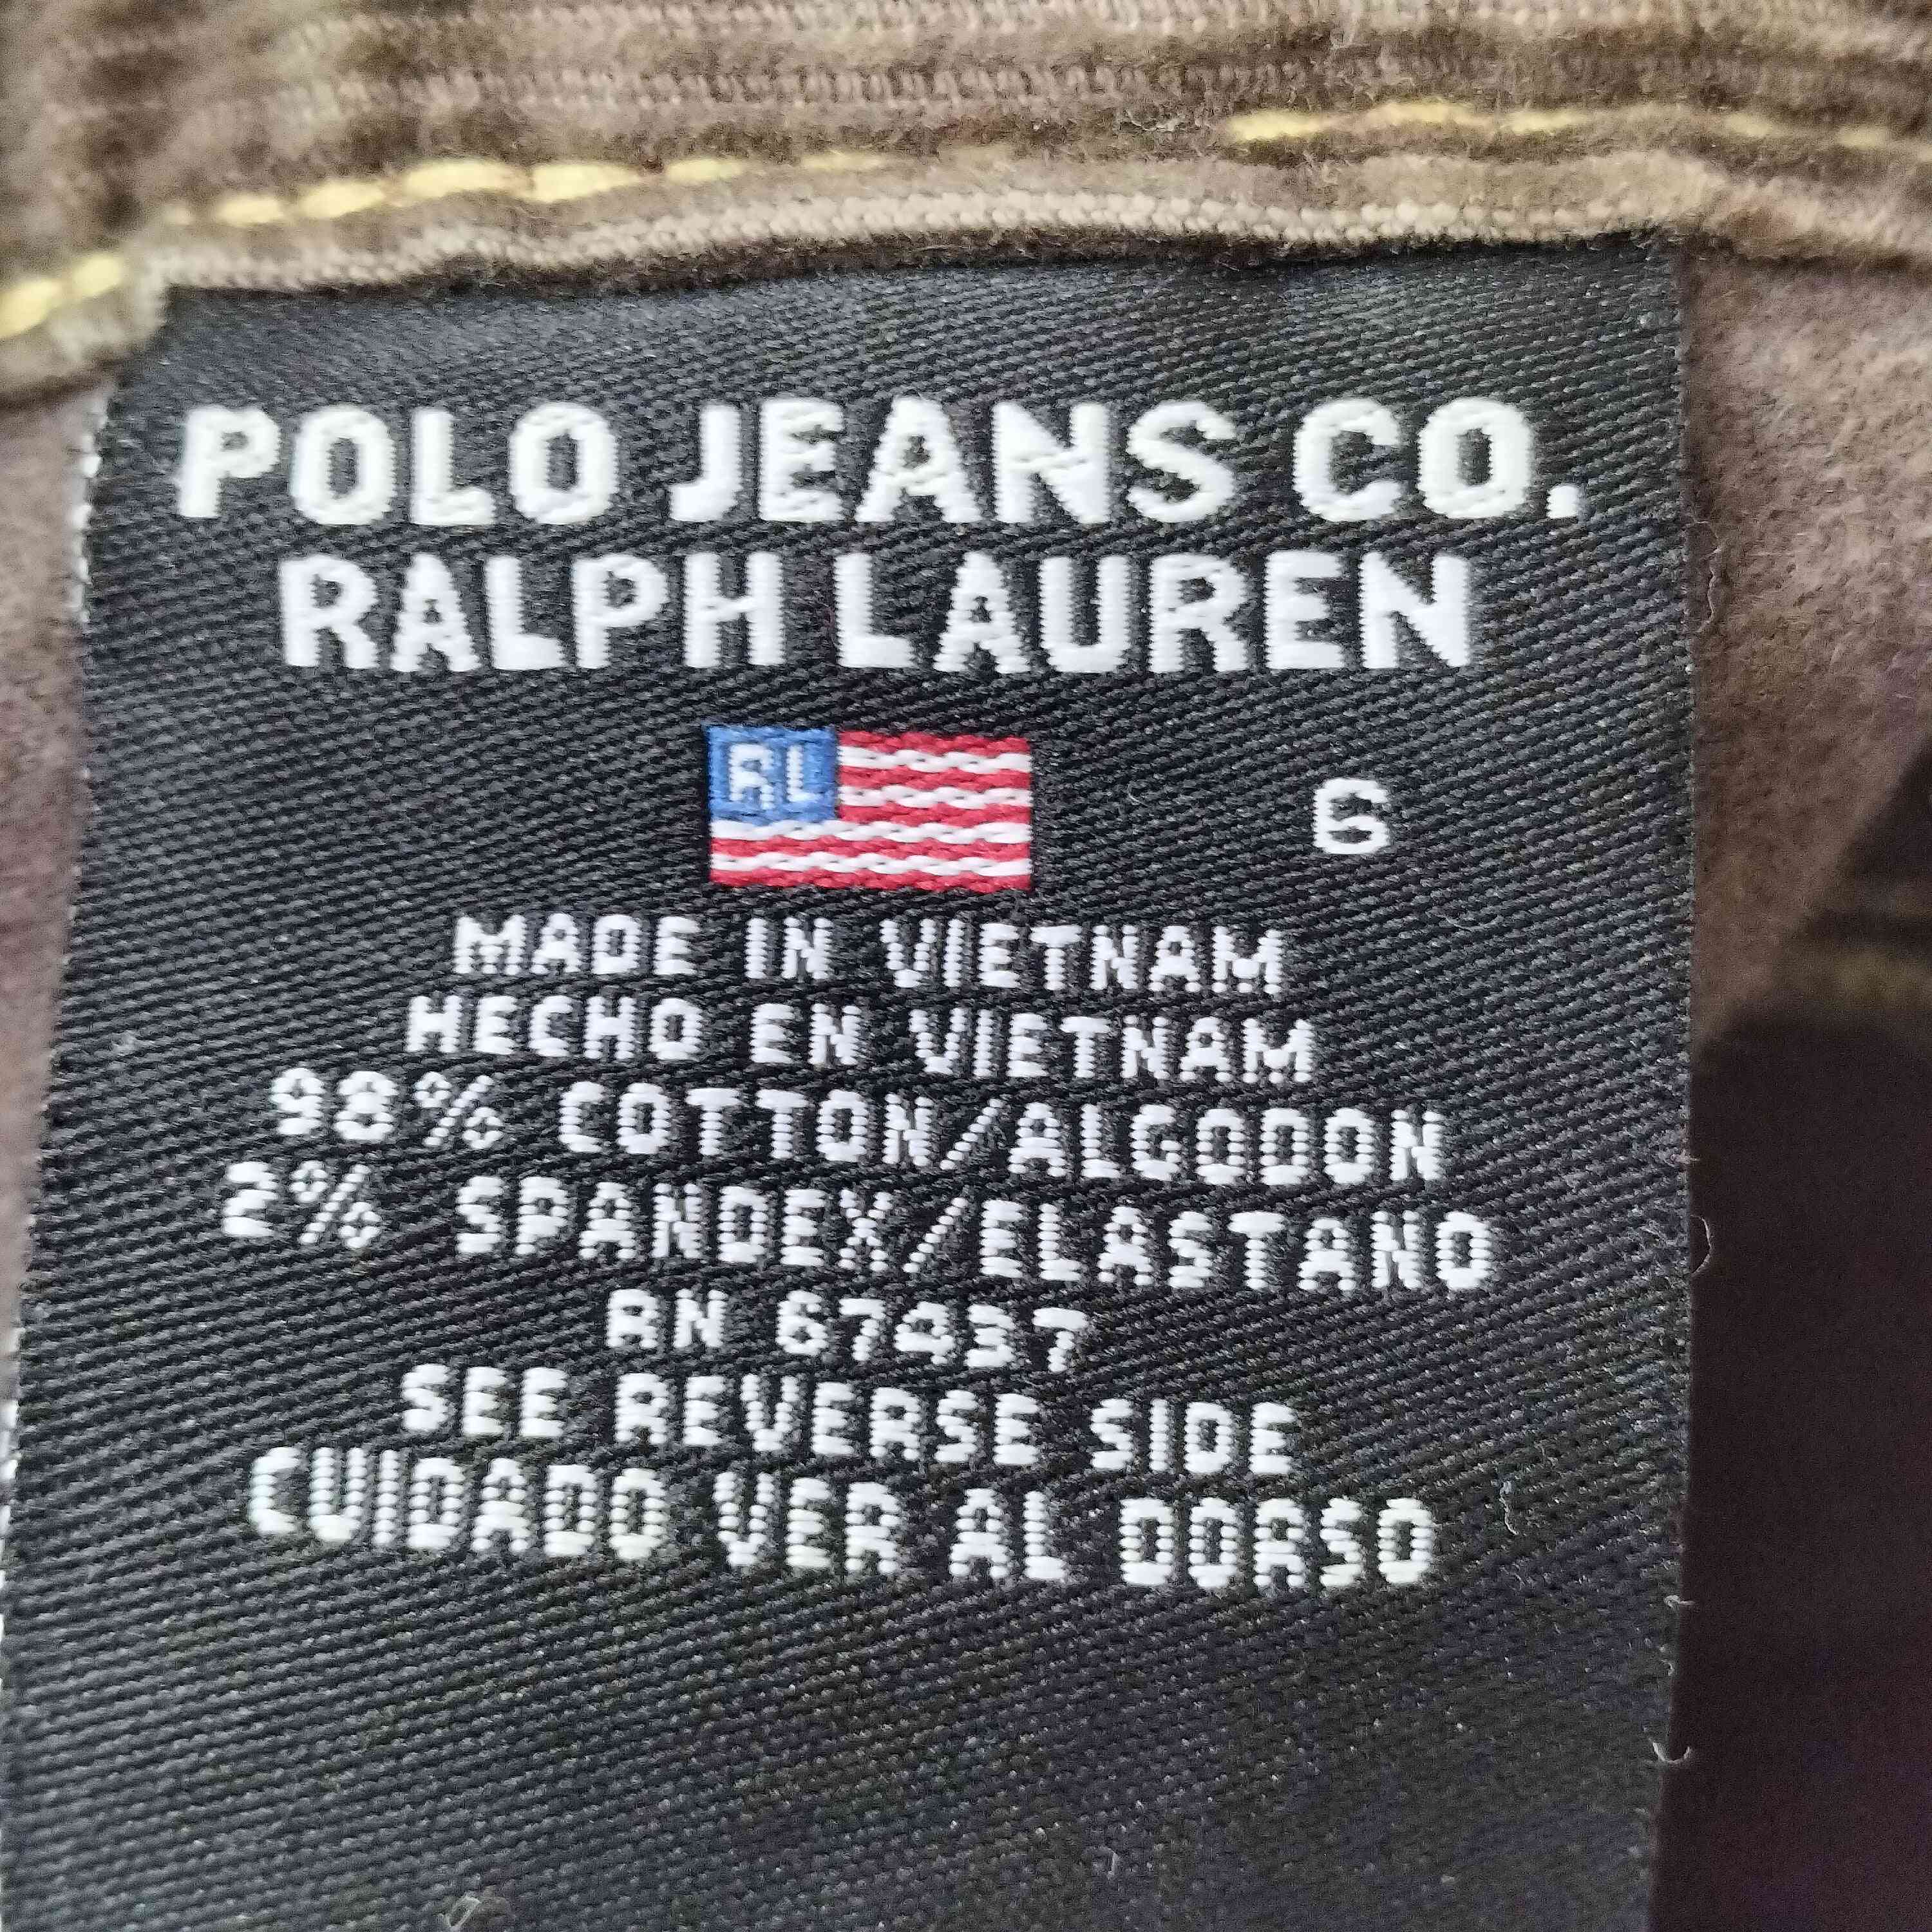 POLO JEANS CO.
RALPH LAUREN
RL
6
MADE IN VIETNAM
HECHO EN VIETNAM
98% COTTON/ALGODON
2% SPANDEX/ELASTANO
RN 67437
SEE REVERSE SIDE
CUIDADO VER AL DORSO